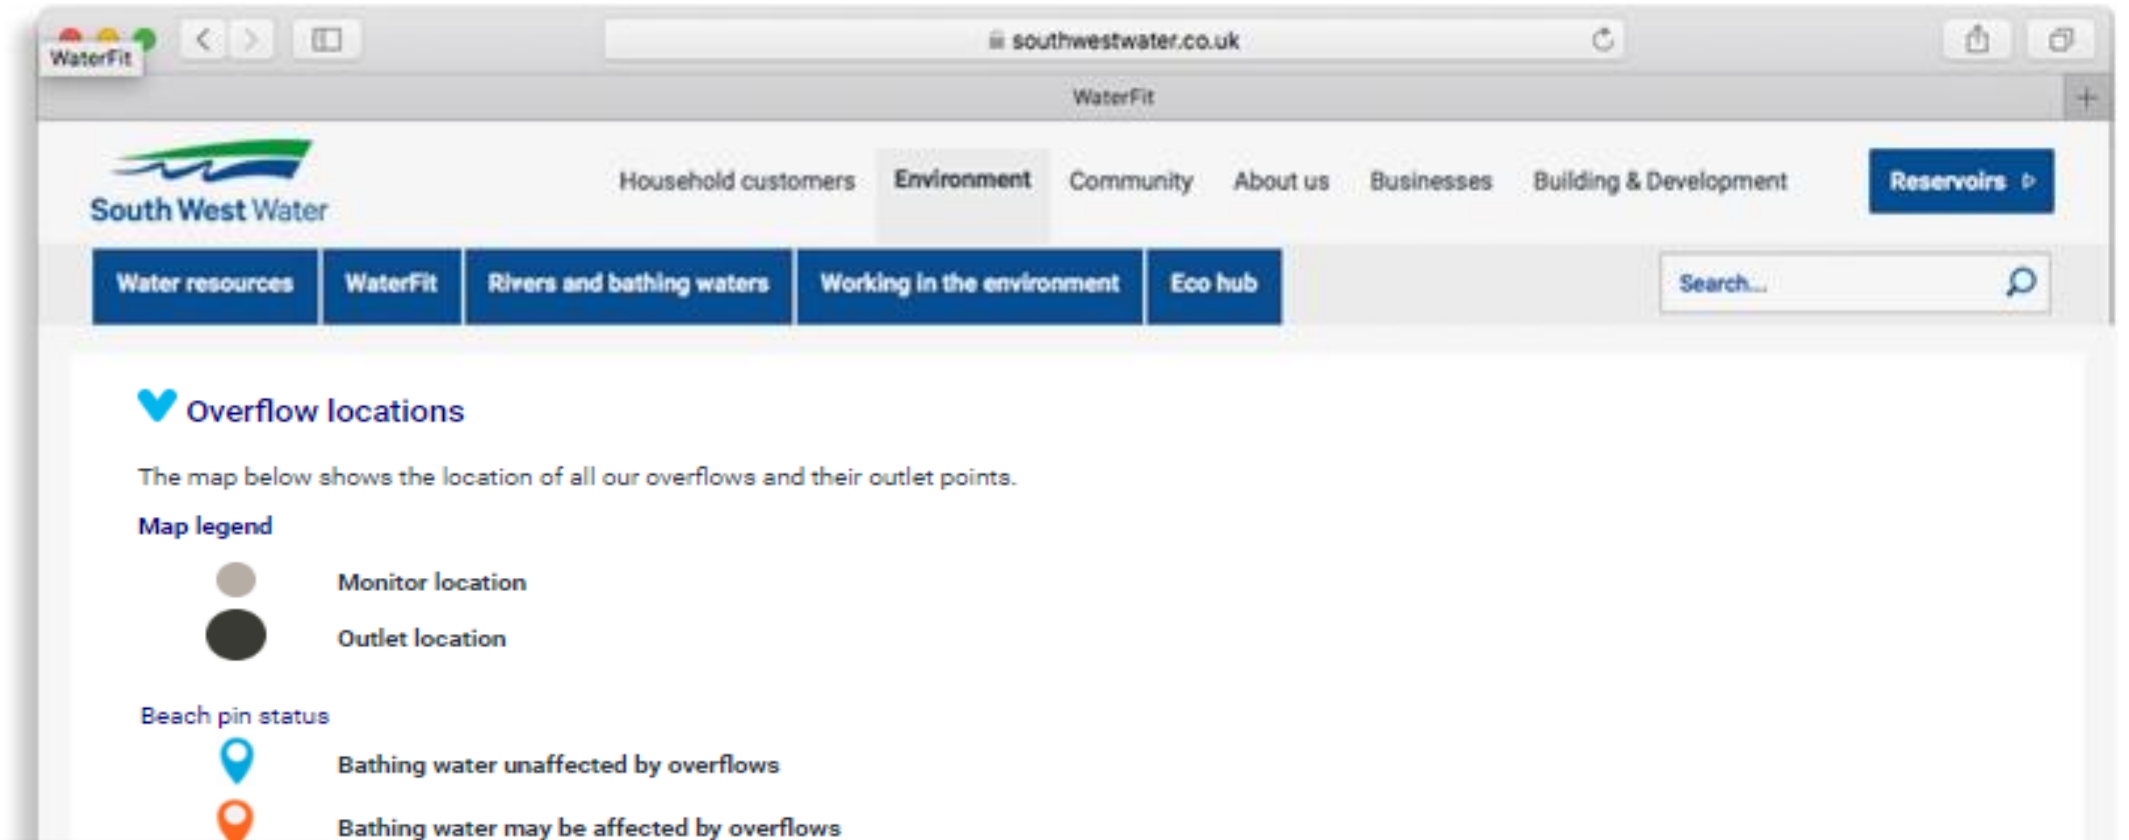 southwestwater.co.uk
WaterFit
WaterFit
South West Water
Household customers Environment Community About us Businesses Building & Development Reservoirs
Water resources WaterFit Rivers and bathing waters Working in the environment Eco hub Search...
Overflow locations
The map below shows the location of all our overflows and their outlet points.
Map legend
Monitor location
Outlet location
Beach pin status
Bathing water unaffected by overflows
Bathing water may be affected by overflows